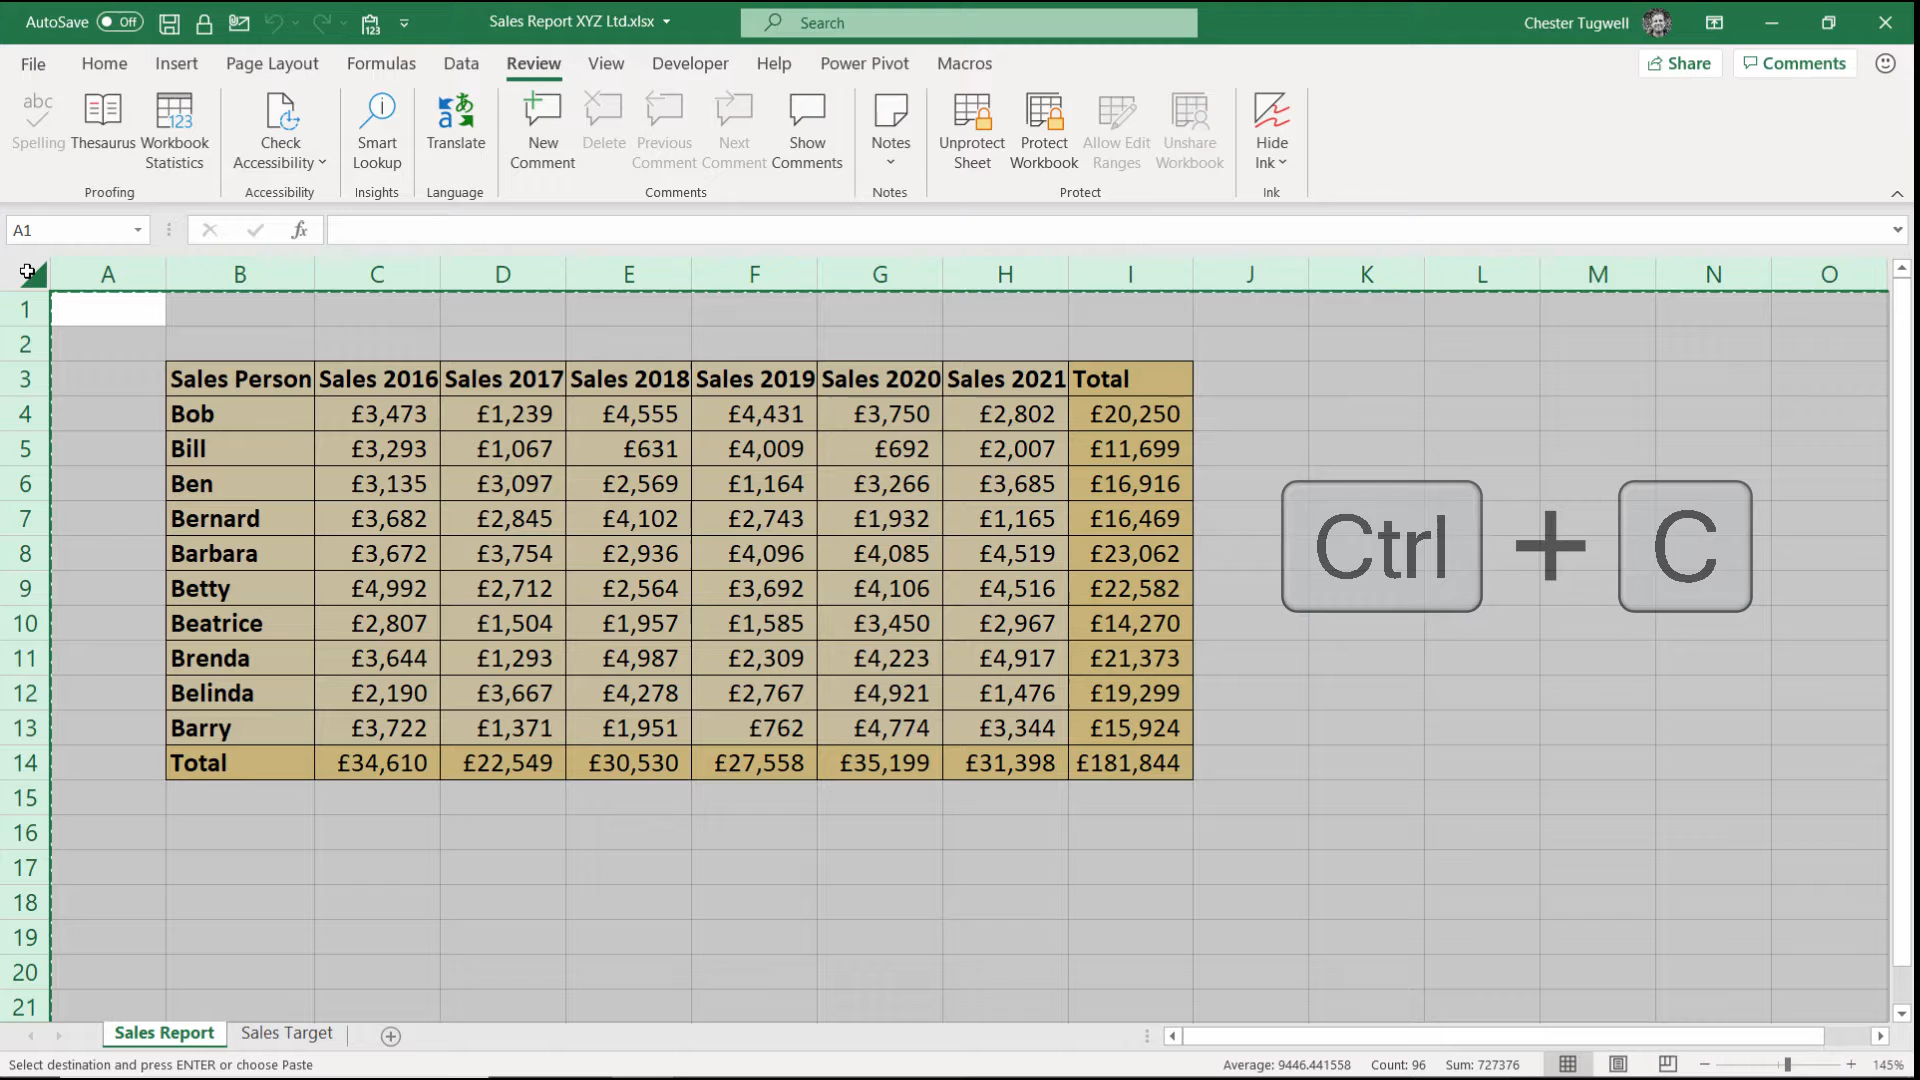 AutoSave Off Sales Report XYZ Ltd.xlsx Search Chester Tugwell
File Home Insert Page Layout Formulas Data Review View Developer Help Power Pivot Macros Share Comments
abc 123
Spelling Thesaurus Workbook Statistics Check Accessibility Smart Lookup Translate New Comment Delete Previous Comment Next Comment Show Comments Notes Unprotect Sheet Protect Workbook Allow Edit Ranges Unshare Workbook Hide Ink
Proofing Accessibility Insights Language Comments Notes Protect Ink
A1 fx
A B C D E F G H I J K L M N O
1
2
3 Sales Person Sales 2016 Sales 2017 Sales 2018 Sales 2019 Sales 2020 Sales 2021 Total
4 Bob £3,473 £1,239 £4,555 £4,431 £3,750 £2,802 £20,250
5 Bill £3,293 £1,067 £631 £4,009 £692 £2,007 £11,699
6 Ben £3,135 £3,097 £2,569 £1,164 £3,266 £3,685 £16,916
7 Bernard £3,682 £2,845 £4,102 £2,743 £1,932 £1,165 £16,469
8 Barbara £3,672 £3,754 £2,936 £4,096 £4,085 £4,519 £23,062
9 Betty £4,992 £2,712 £2,564 £3,692 £4,106 £4,516 £22,582
10 Beatrice £2,807 £1,504 £1,957 £1,585 £3,450 £2,967 £14,270
11 Brenda £3,644 £1,293 £4,987 £2,309 £4,223 £4,917 £21,373
12 Belinda £2,190 £3,667 £4,278 £2,767 £4,921 £1,476 £19,299
13 Barry £3,722 £1,371 £1,951 £762 £4,774 £3,344 £15,924
14 Total £34,610 £22,549 £30,530 £27,558 £35,199 £31,398 £181,844
Ctrl + C
15
16
17
18
19
20
21
Sales Report Sales Target
Select destination and press ENTER or choose Paste Average: 9446.441558 Count: 96 Sum: 727376 145%